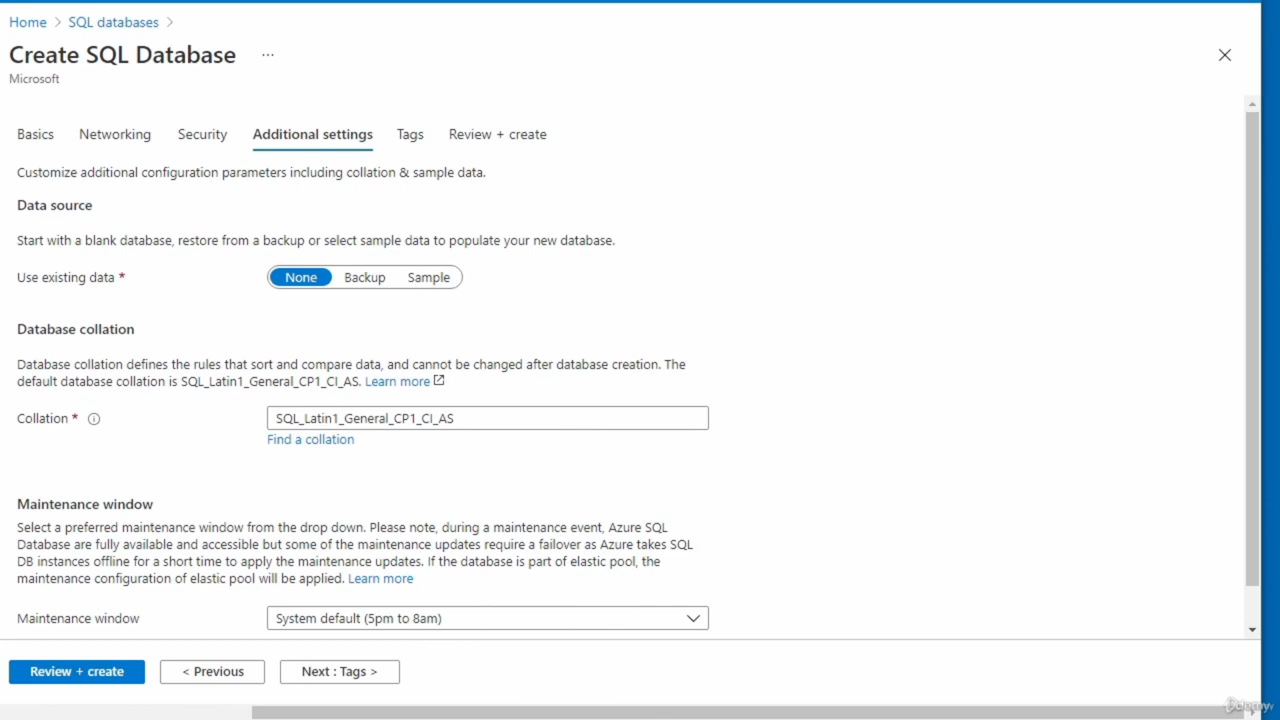 Home > SQL databases >
Create SQL Database ...
Microsoft
Basics Networking Security Additional settings Tags Review + create
Customize additional configuration parameters including collation & sample data.
Data source
Start with a blank database, restore from a backup or select sample data to populate your new database.
Use existing data * None Backup Sample
Database collation
Database collation defines the rules that sort and compare data, and cannot be changed after database creation. The
default database collation is SQL_Latin1_General_CP1_CI_AS. Learn more
Collation * SQL_Latin1_General_CP1_CI_AS
Find a collation
Maintenance window
Select a preferred maintenance window from the drop down. Please note, during a maintenance event, Azure SQL
Database are fully available and accessible but some of the maintenance updates require a failover as Azure takes SQL
DB instances offline for a short time to apply the maintenance updates. If the database is part of elastic pool, the
maintenance configuration of elastic pool will be applied. Learn more
Maintenance window System default (5pm to 8am)
Review + create < Previous Next : Tags >
Udemy